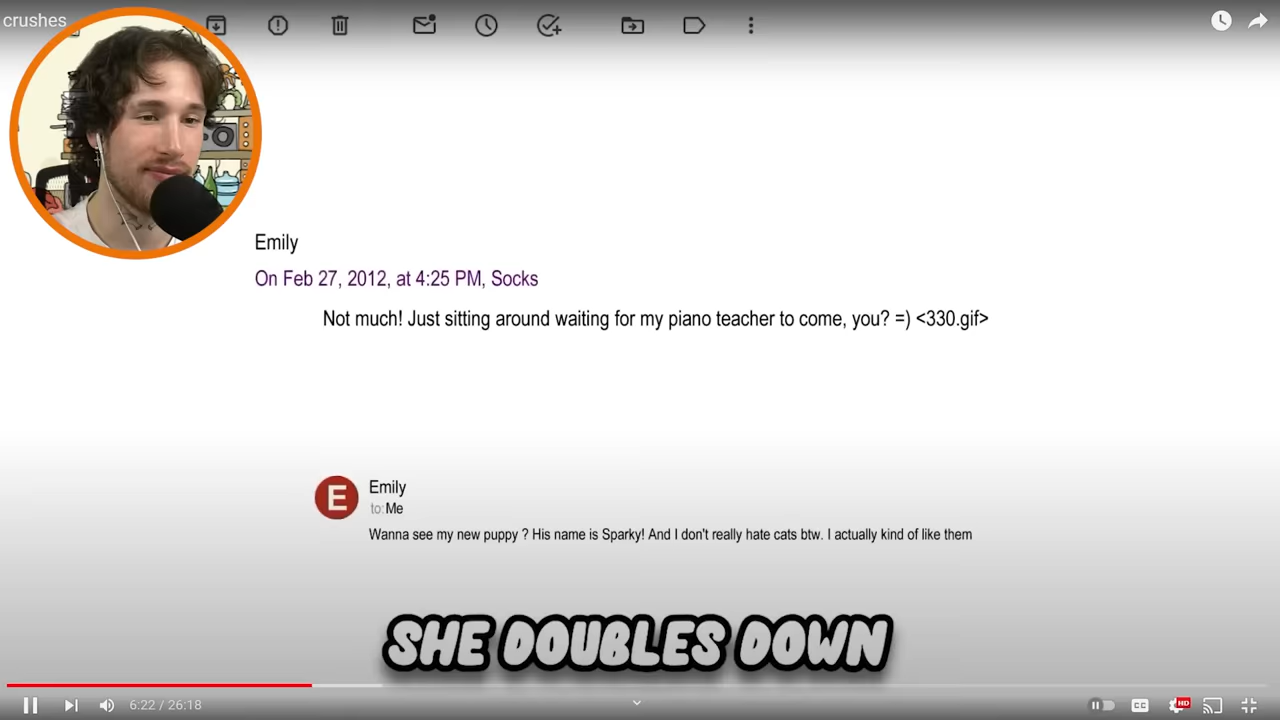 crushes
Emily
On Feb 27, 2012, at 4:25 PM, Socks
Not much! Just sitting around waiting for my piano teacher to come, you? =) <330.gif>
E
Emily
to: Me
Wanna see my new puppy ? His name is Sparky! And I don't really hate cats btw. I actually kind of like them
SHE DOUBLES DOWN
6:22 / 26:18
CC
HD